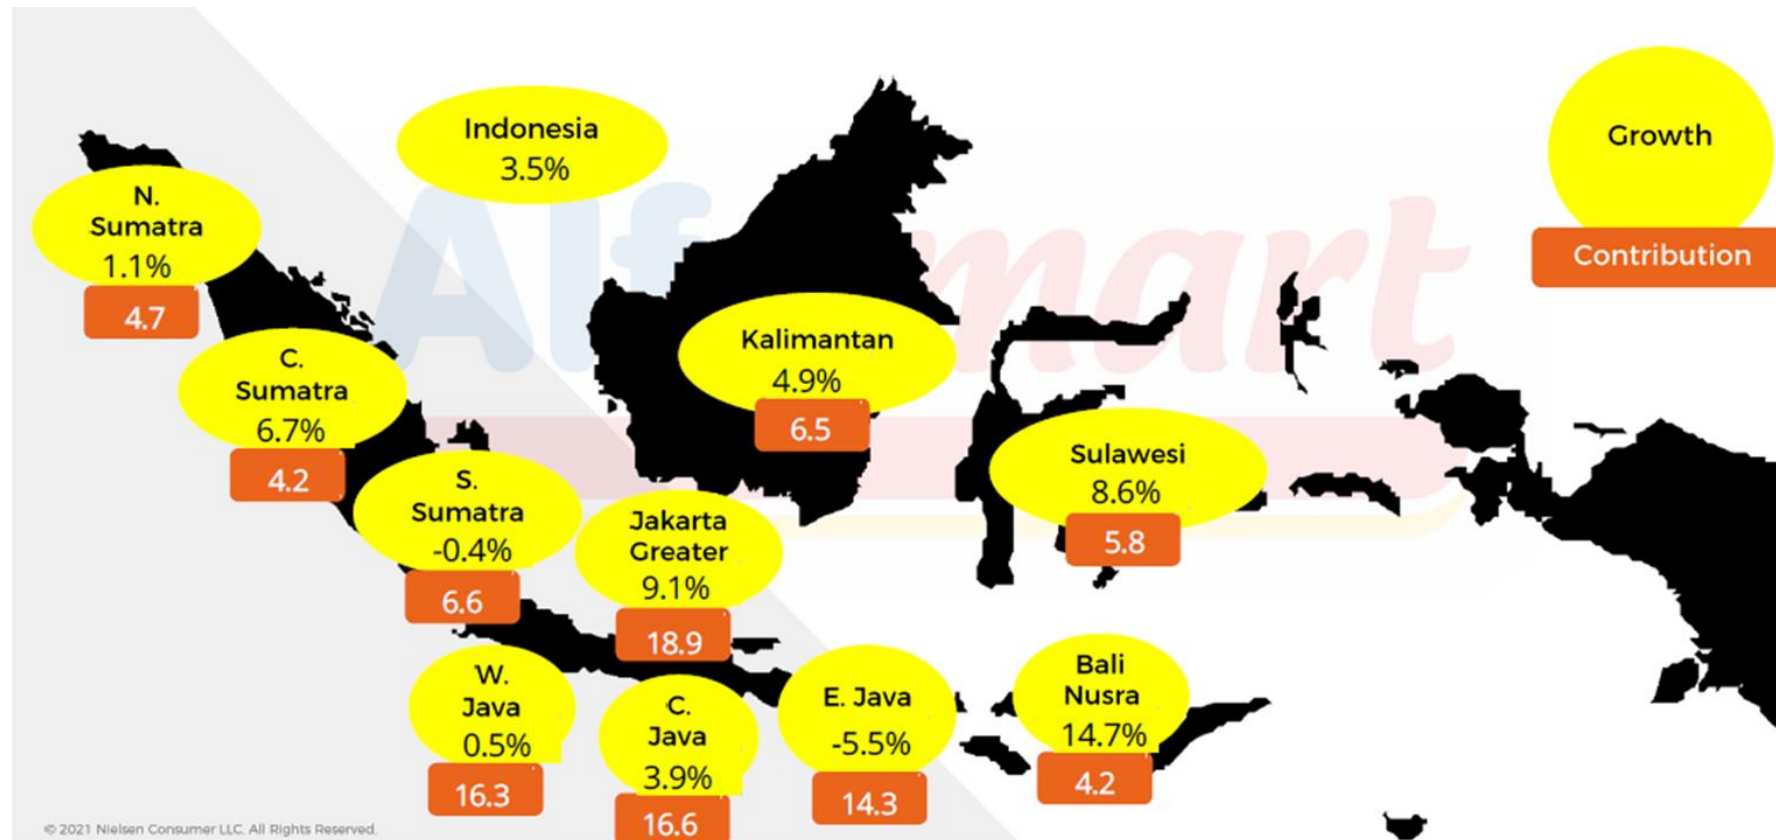 Indonesia
3.5%
Growth
Contribution
N.
Sumatra
1.1%
4.7
C.
Sumatra
6.7%
4.2
Kalimantan
4.9%
6.5
Sulawesi
8.6%
5.8
S.
Sumatra
-0.4%
6.6
Jakarta
Greater
9.1%
18.9
W.
Java
0.5%
16.3
C.
Java
3.9%
16.6
E. Java
-5.5%
14.3
Bali
Nusra
14.7%
4.2
Alfamart
© 2021 Nielsen Consumer LLC. All Rights Reserved.